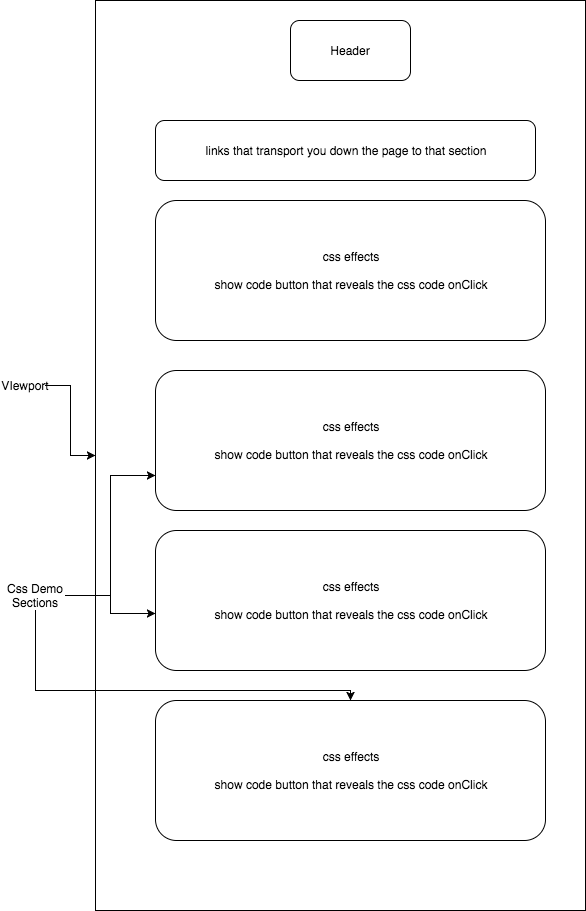 Header
links that transport you down the page to that section
css effects
show code button that reveals the css code onClick
VIewport
css effects
show code button that reveals the css code onClick
Css Demo
Sections
css effects
show code button that reveals the css code onClick
css effects
show code button that reveals the css code onClick